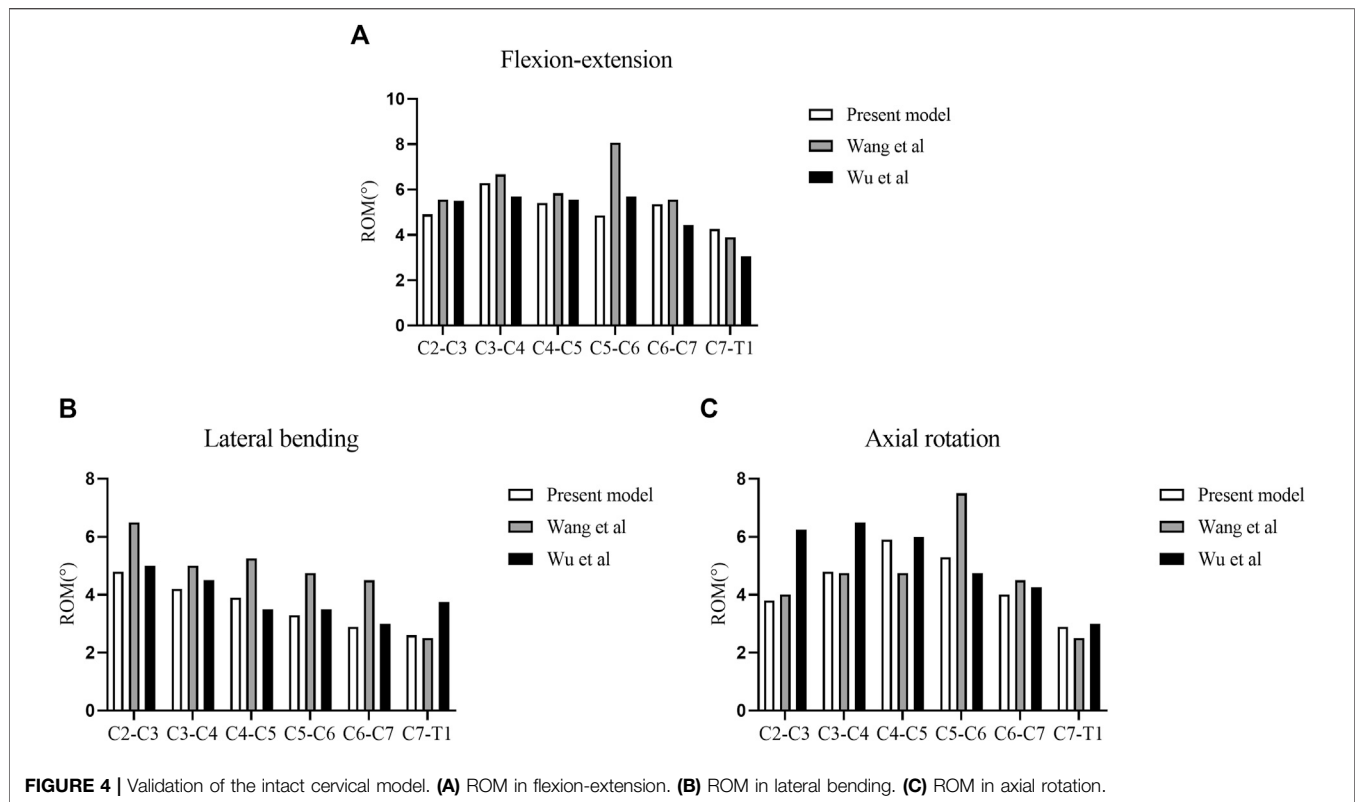 A
Flexion-extension
10
8
6
4
2
0
ROM(°)
C2-C3 C3-C4 C4-C5 C5-C6 C6-C7 C7-T1
Present model
Wang et al
Wu et al
B
Lateral bending
8
6
4
2
0
ROM(°)
C2-C3 C3-C4 C4-C5 C5-C6 C6-C7 C7-T1
Present model
Wang et al
Wu et al
C
Axial rotation
8
6
4
2
0
ROM(°)
C2-C3 C3-C4 C4-C5 C5-C6 C6-C7 C7-T1
Present model
Wang et al
Wu et al
FIGURE 4 | Validation of the intact cervical model. (A) ROM in flexion-extension. (B) ROM in lateral bending. (C) ROM in axial rotation.